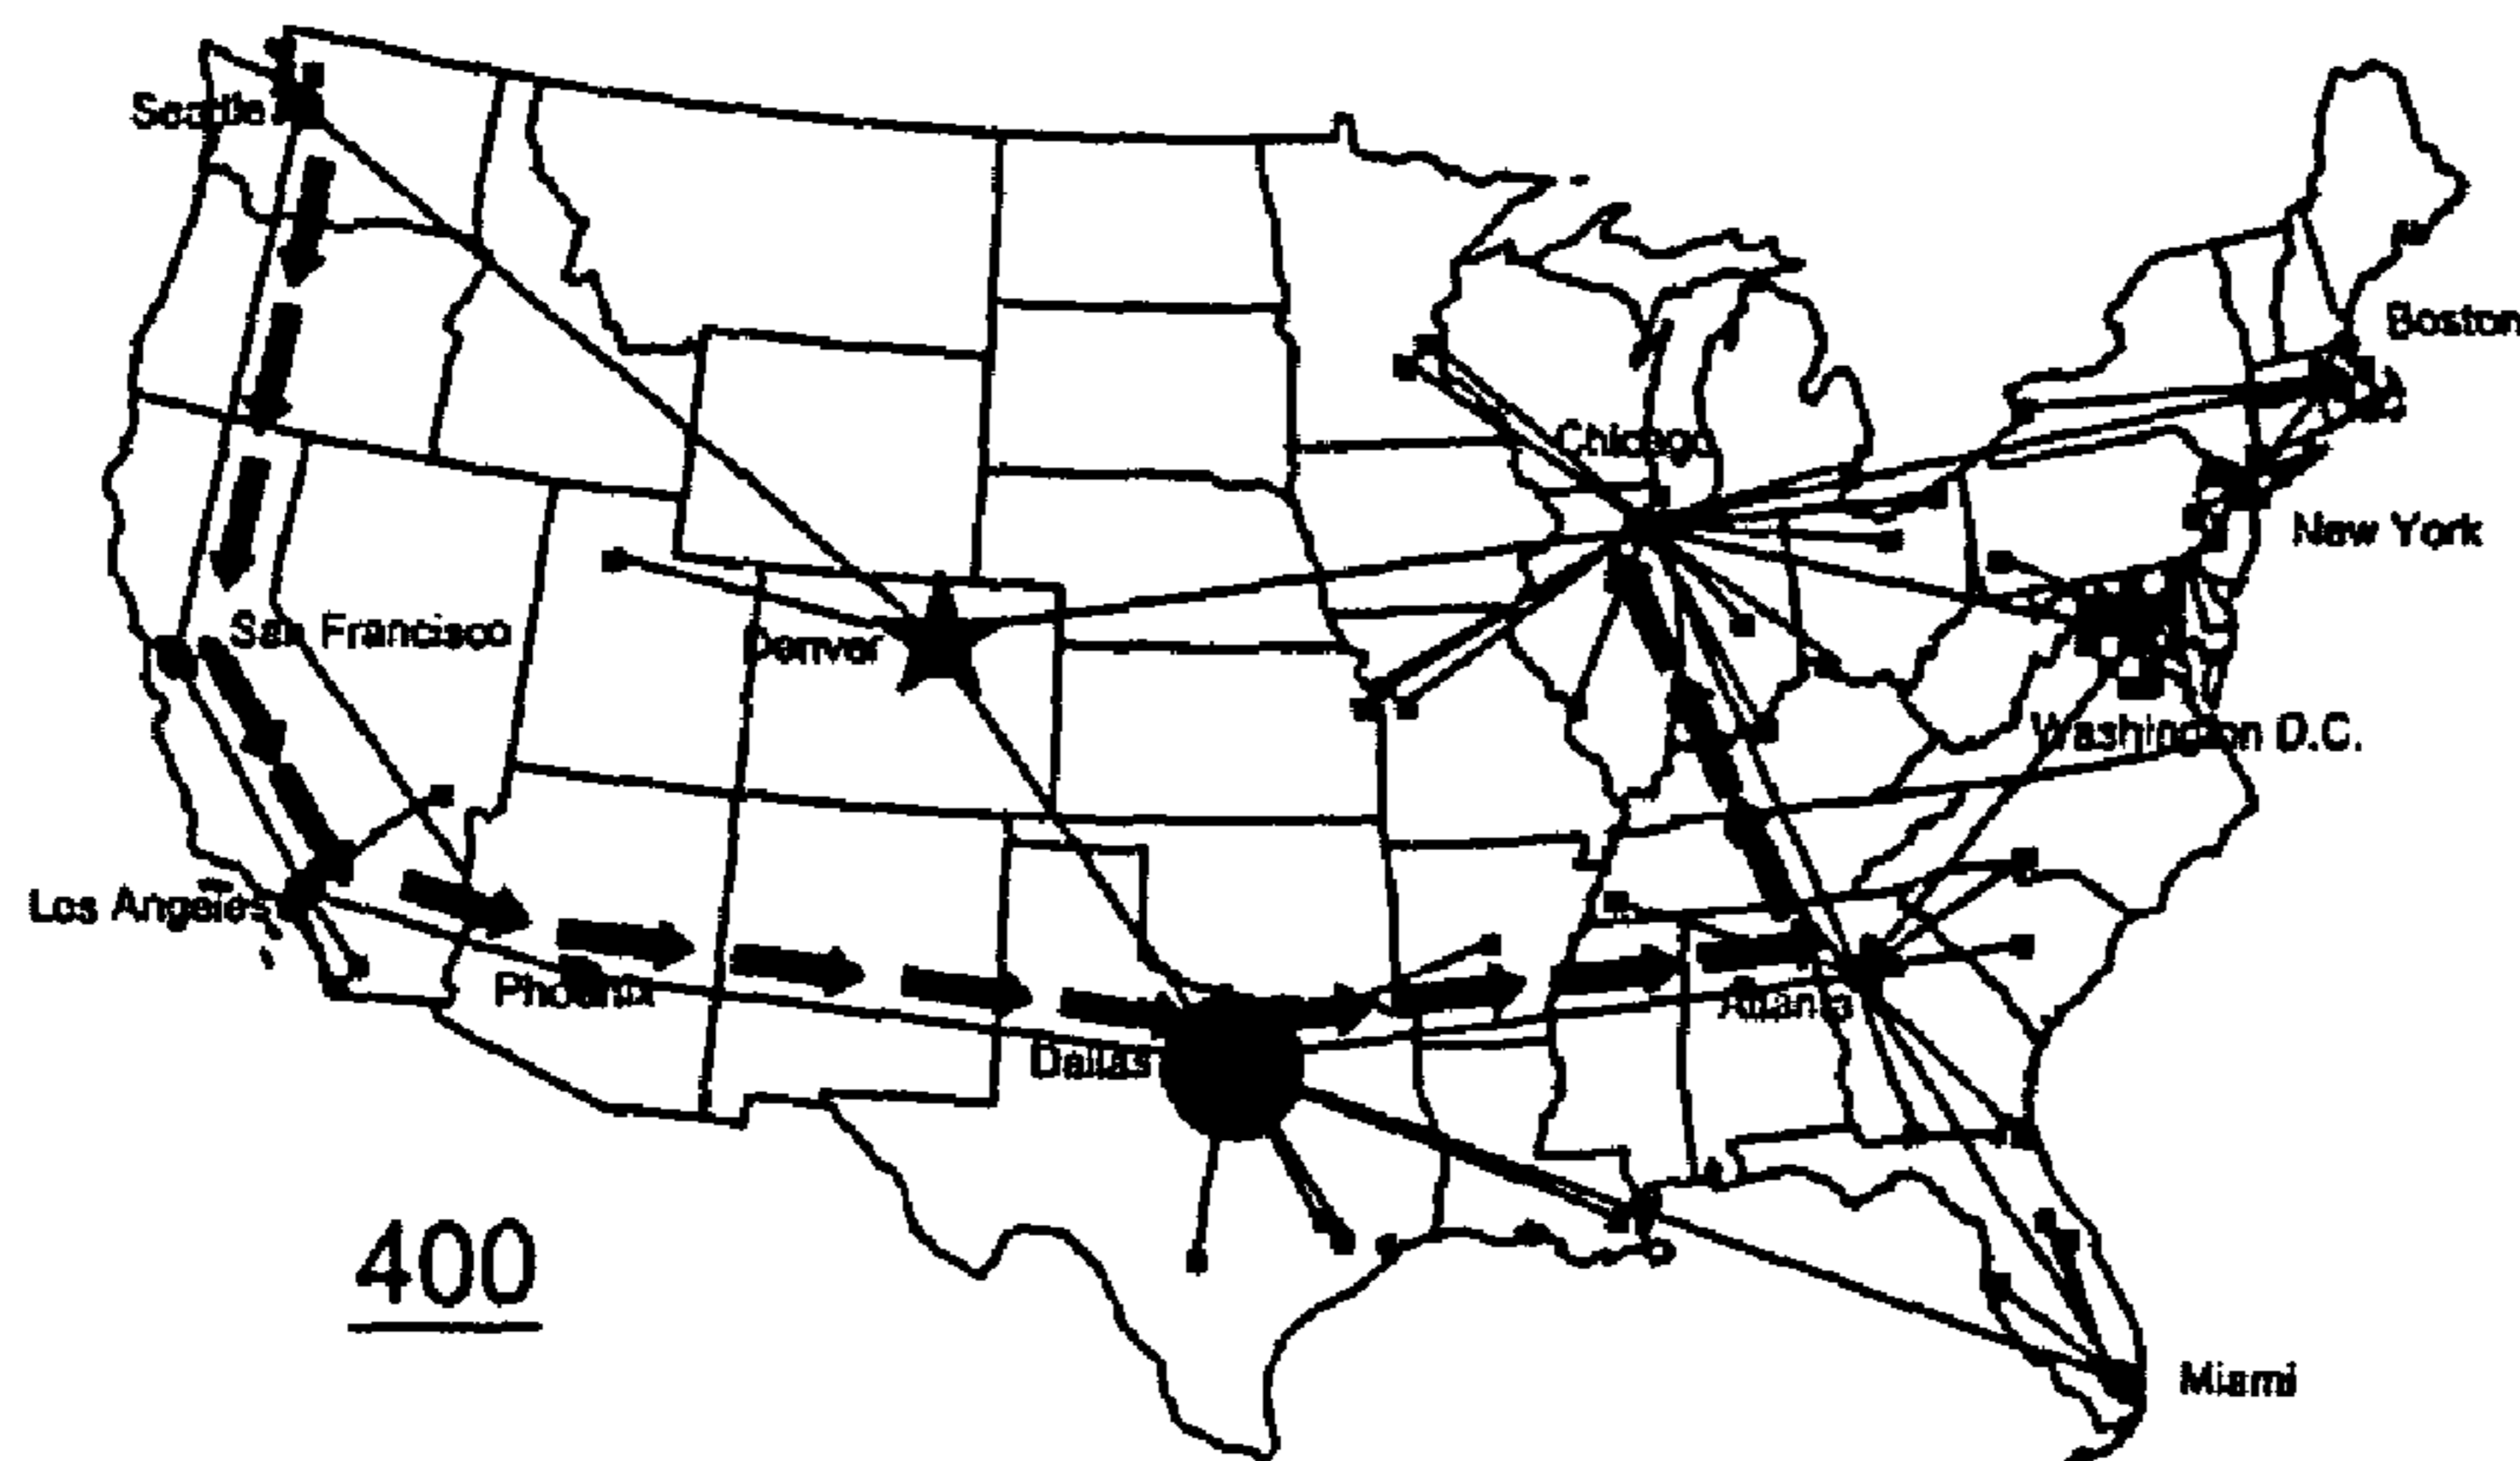 Seattle
Boston
Chicago
New York
San Francisco
Denver
Washington D.C.
Los Angeles
Phoenix
Atlanta
Dallas
400
Miami